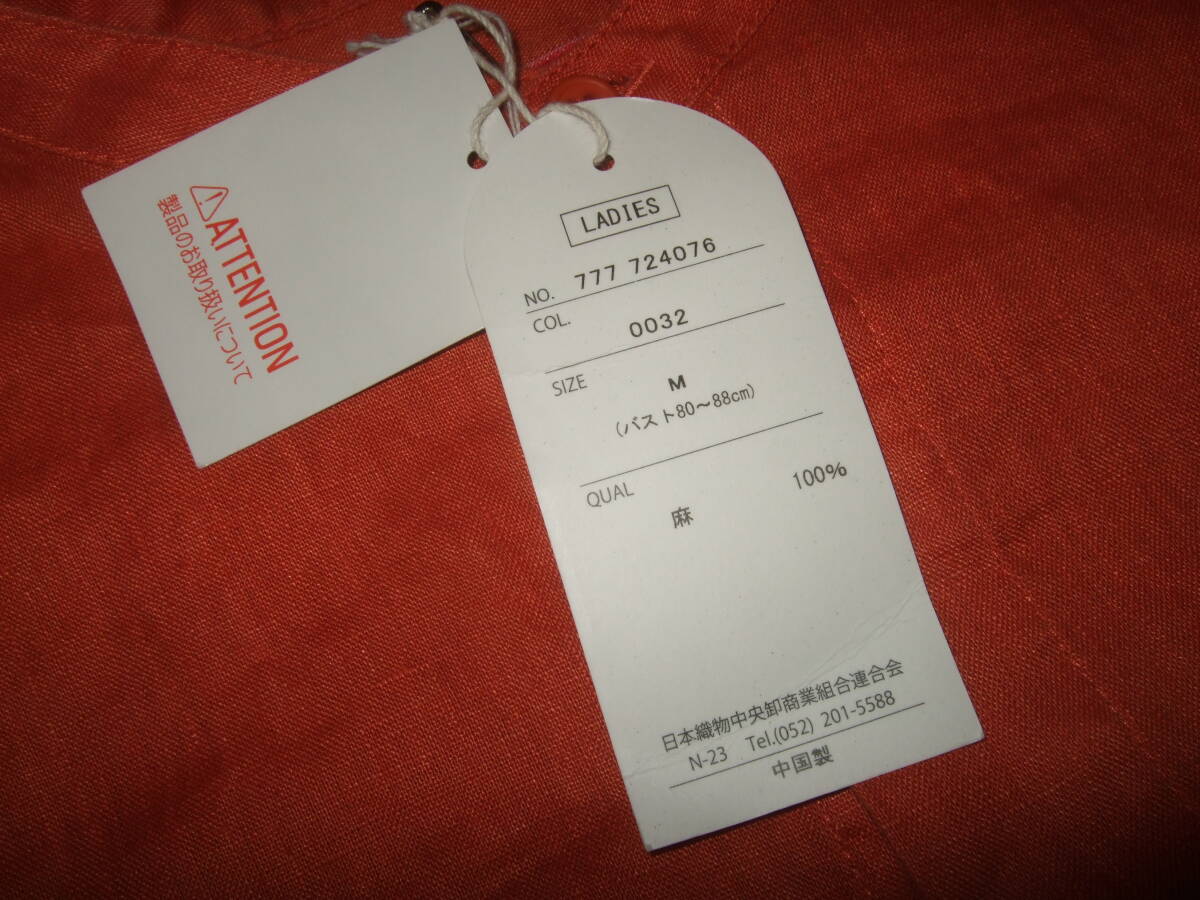 ⚠ATTENTION
製品のお取り扱いについて
LADIES
NO. 777 724076
COL. 0032
SIZE M
(バスト80～88cm)
QUAL
麻 100%
日本織物中央卸商業組合連合会
N-23 Tel.(052) 201-5588
中国製